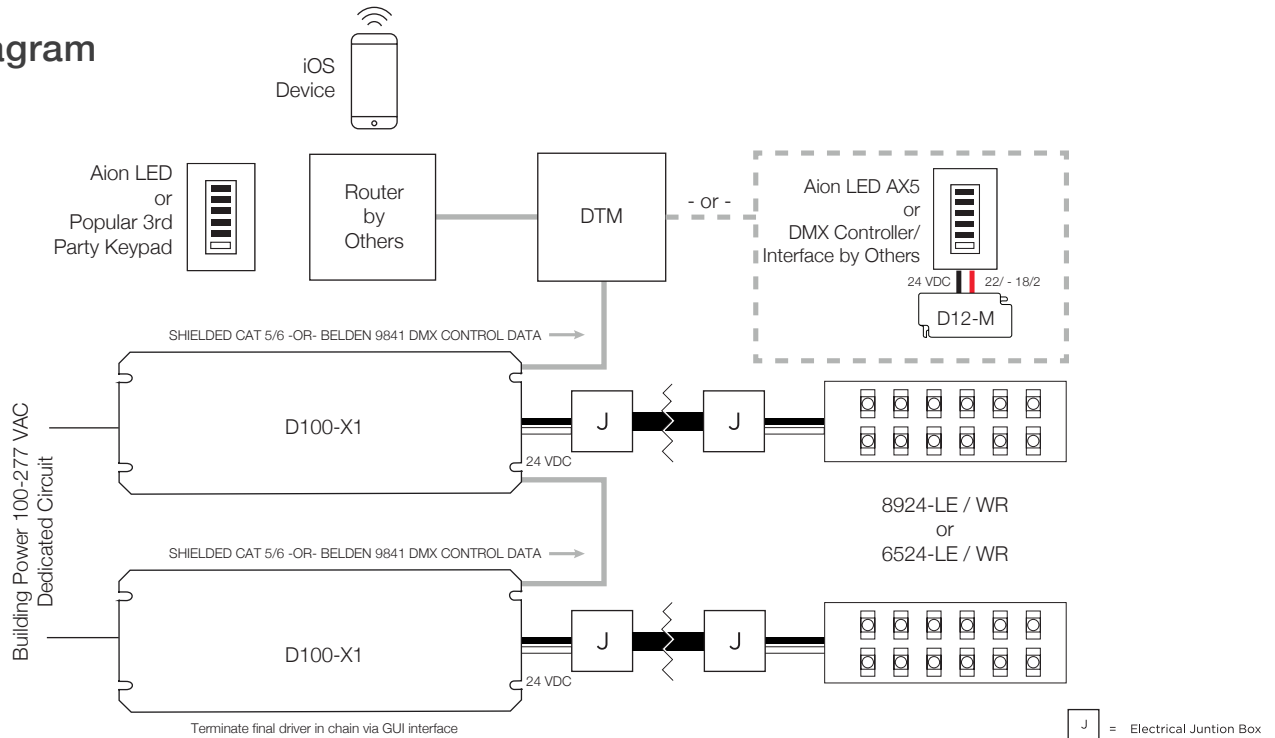 agram
iOS
Device
Aion LED
or
Popular 3rd
Party Keypad
Router
by
Others
DTM
- or -
Aion LED AX5
or
DMX Controller/
Interface by Others
24 VDC
22/ - 18/2
D12-M
SHIELDED CAT 5/6 -OR- BELDEN 9841 DMX CONTROL DATA
Building Power 100-277 VAC
Dedicated Circuit
D100-X1
J
J
24 VDC
8924-LE / WR
or
6524-LE / WR
SHIELDED CAT 5/6 -OR- BELDEN 9841 DMX CONTROL DATA
D100-X1
J
J
24 VDC
Terminate final driver in chain via GUI interface
J = Electrical Juntion Box